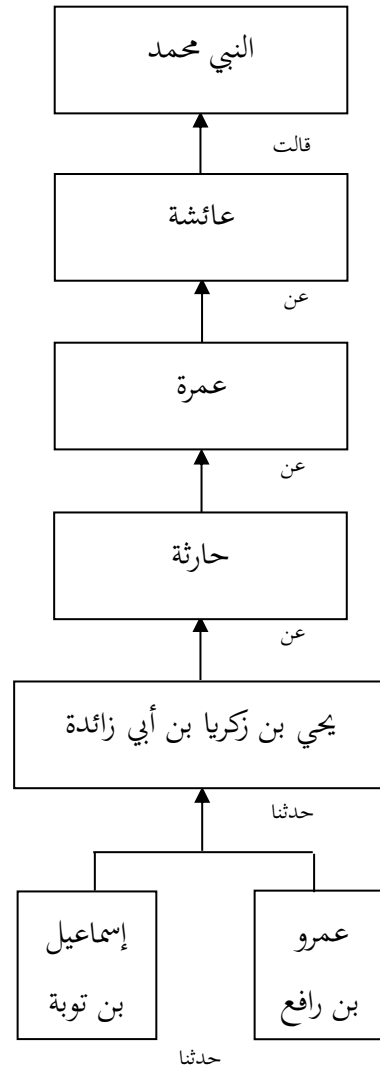 النبي محمد
قالت
عائشة
عن
عمرة
عن
حارثة
عن
يحي بن زكريا بن أبي زائدة
حدثنا
عمرو
بن رافع
إسماعيل
بن توبة
حدثنا